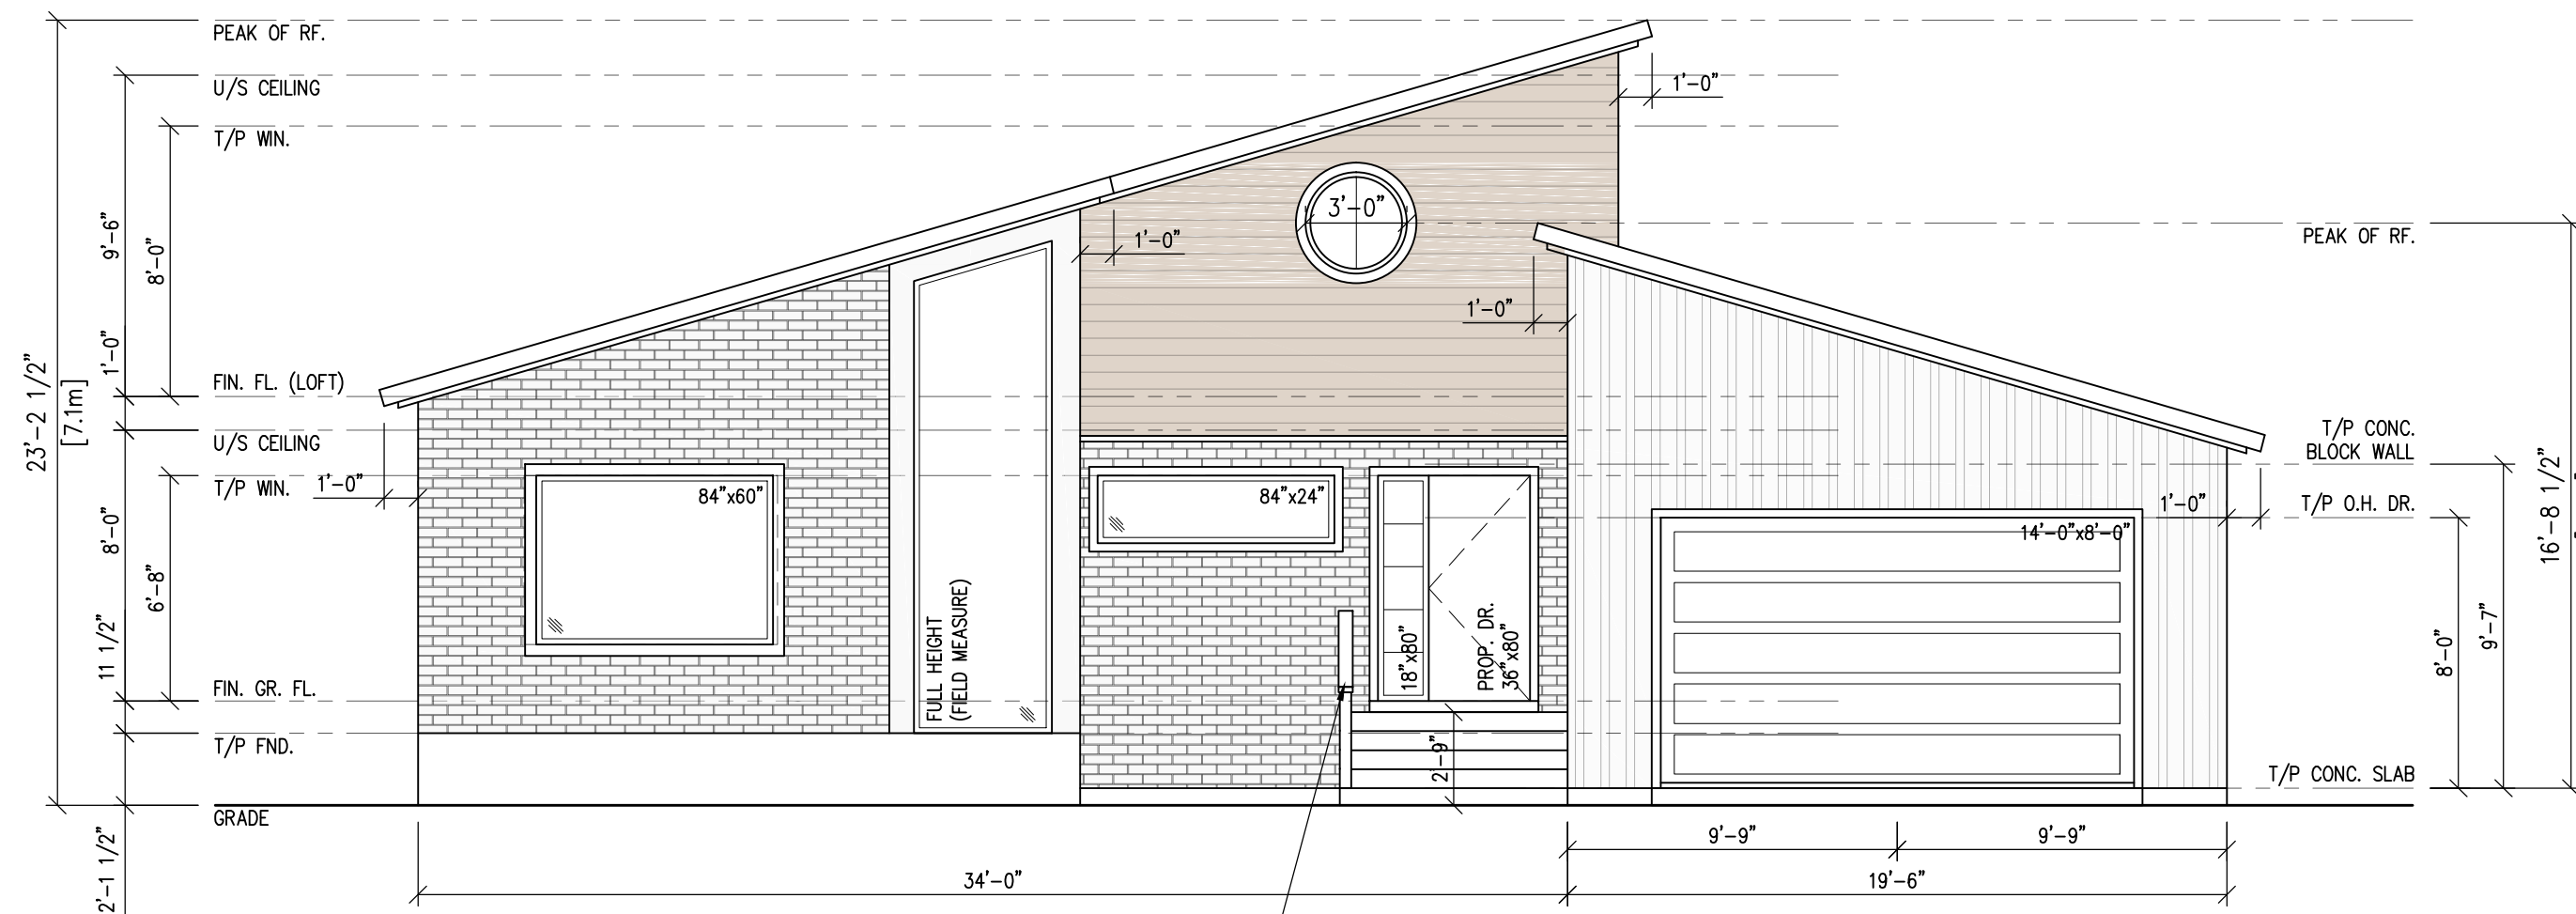 PEAK OF RF.
U/S CEILING
T/P WIN.
FIN. FL. (LOFT)
U/S CEILING
T/P WIN.
FIN. GR. FL.
T/P FND.
GRADE
23'-2 1/2"
[7.1m]
9'-6"
8'-0"
1'-0"
8'-0"
6'-8"
11 1/2"
2'-1 1/2"
1'-0"
84"x60"
FULL HEIGHT
(FIELD MEASURE)
1'-0"
3'-0"
1'-0"
1'-0"
84"x24"
18"x80"
PROP. DR.
36"x80"
2'-9"
14'-0"x8'-0"
1'-0"
PEAK OF RF.
T/P CONC.
BLOCK WALL
T/P O.H. DR.
T/P CONC. SLAB
8'-0"
9'-7"
16'-8 1/2"
9'-9"
9'-9"
34'-0"
19'-6"